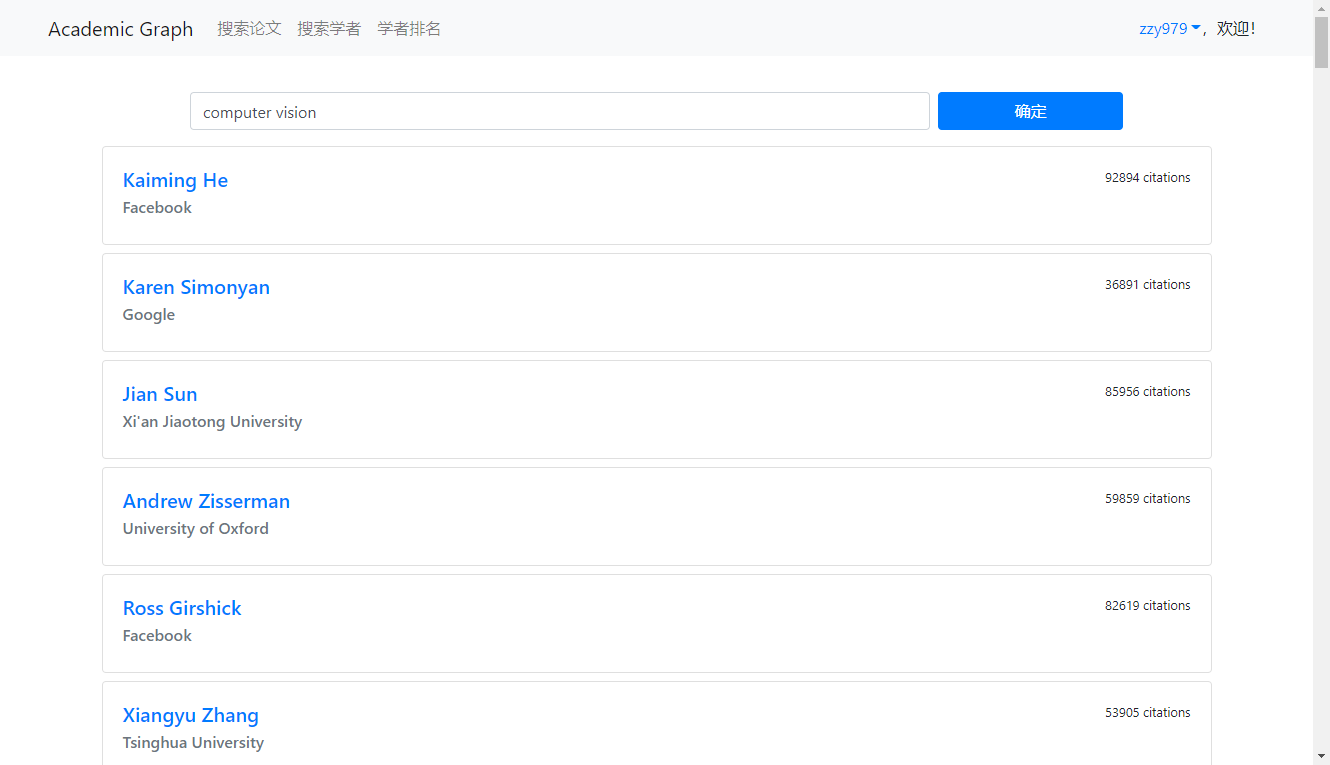 Academic Graph 搜索论文 搜索学者 学者排名 zzy979 , 欢迎!
computer vision 确定
Kaiming He 92894 citations
Facebook
Karen Simonyan 36891 citations
Google
Jian Sun 85956 citations
Xi'an Jiaotong University
Andrew Zisserman 59859 citations
University of Oxford
Ross Girshick 82619 citations
Facebook
Xiangyu Zhang 53905 citations
Tsinghua University